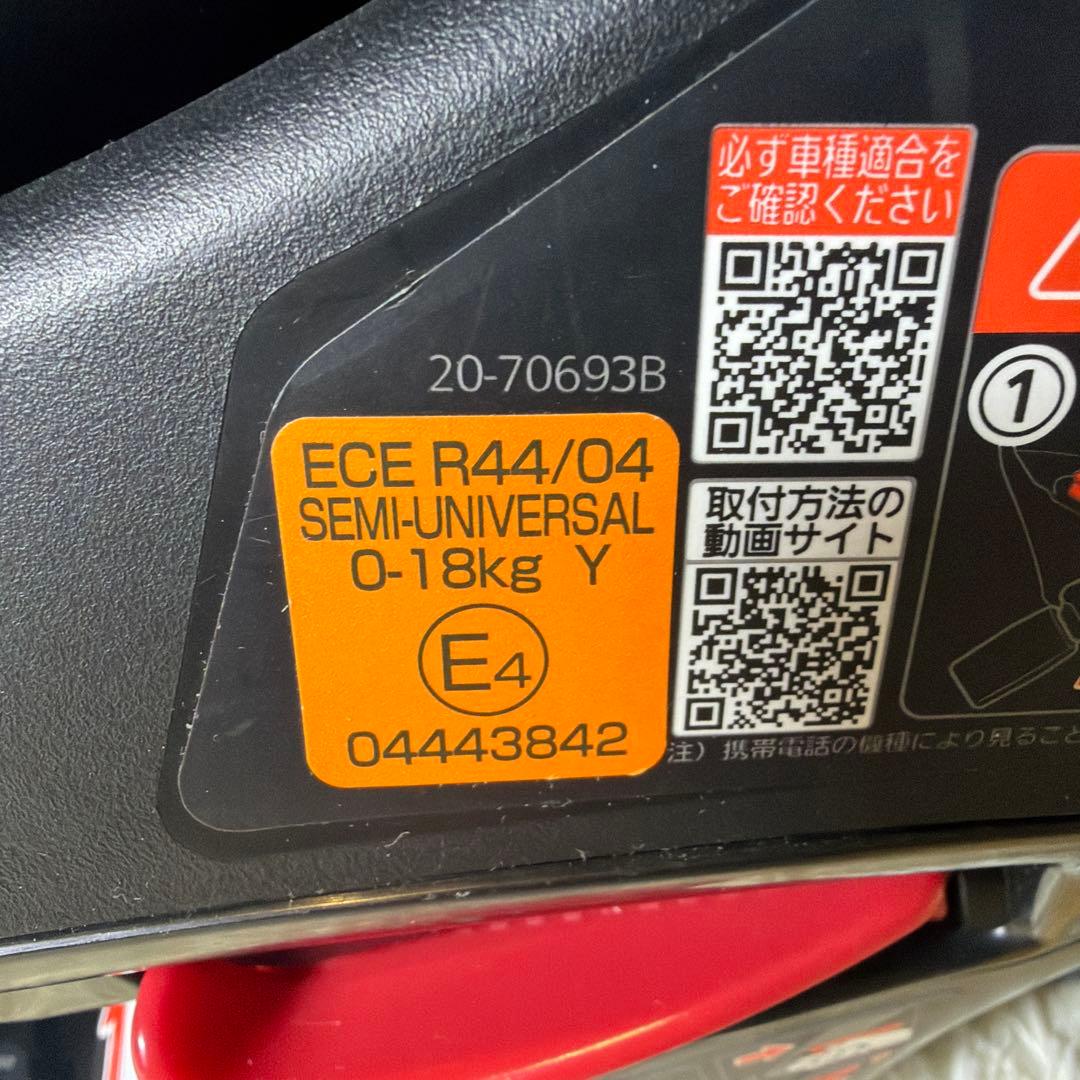 必ず車種適合を
ご確認ください
20-70693B
ECE R44/04
SEMI-UNIVERSAL
0-18kg Y
E4
04443842
取付方法の
動画サイト
注）携帯電話の機種により見ること
1